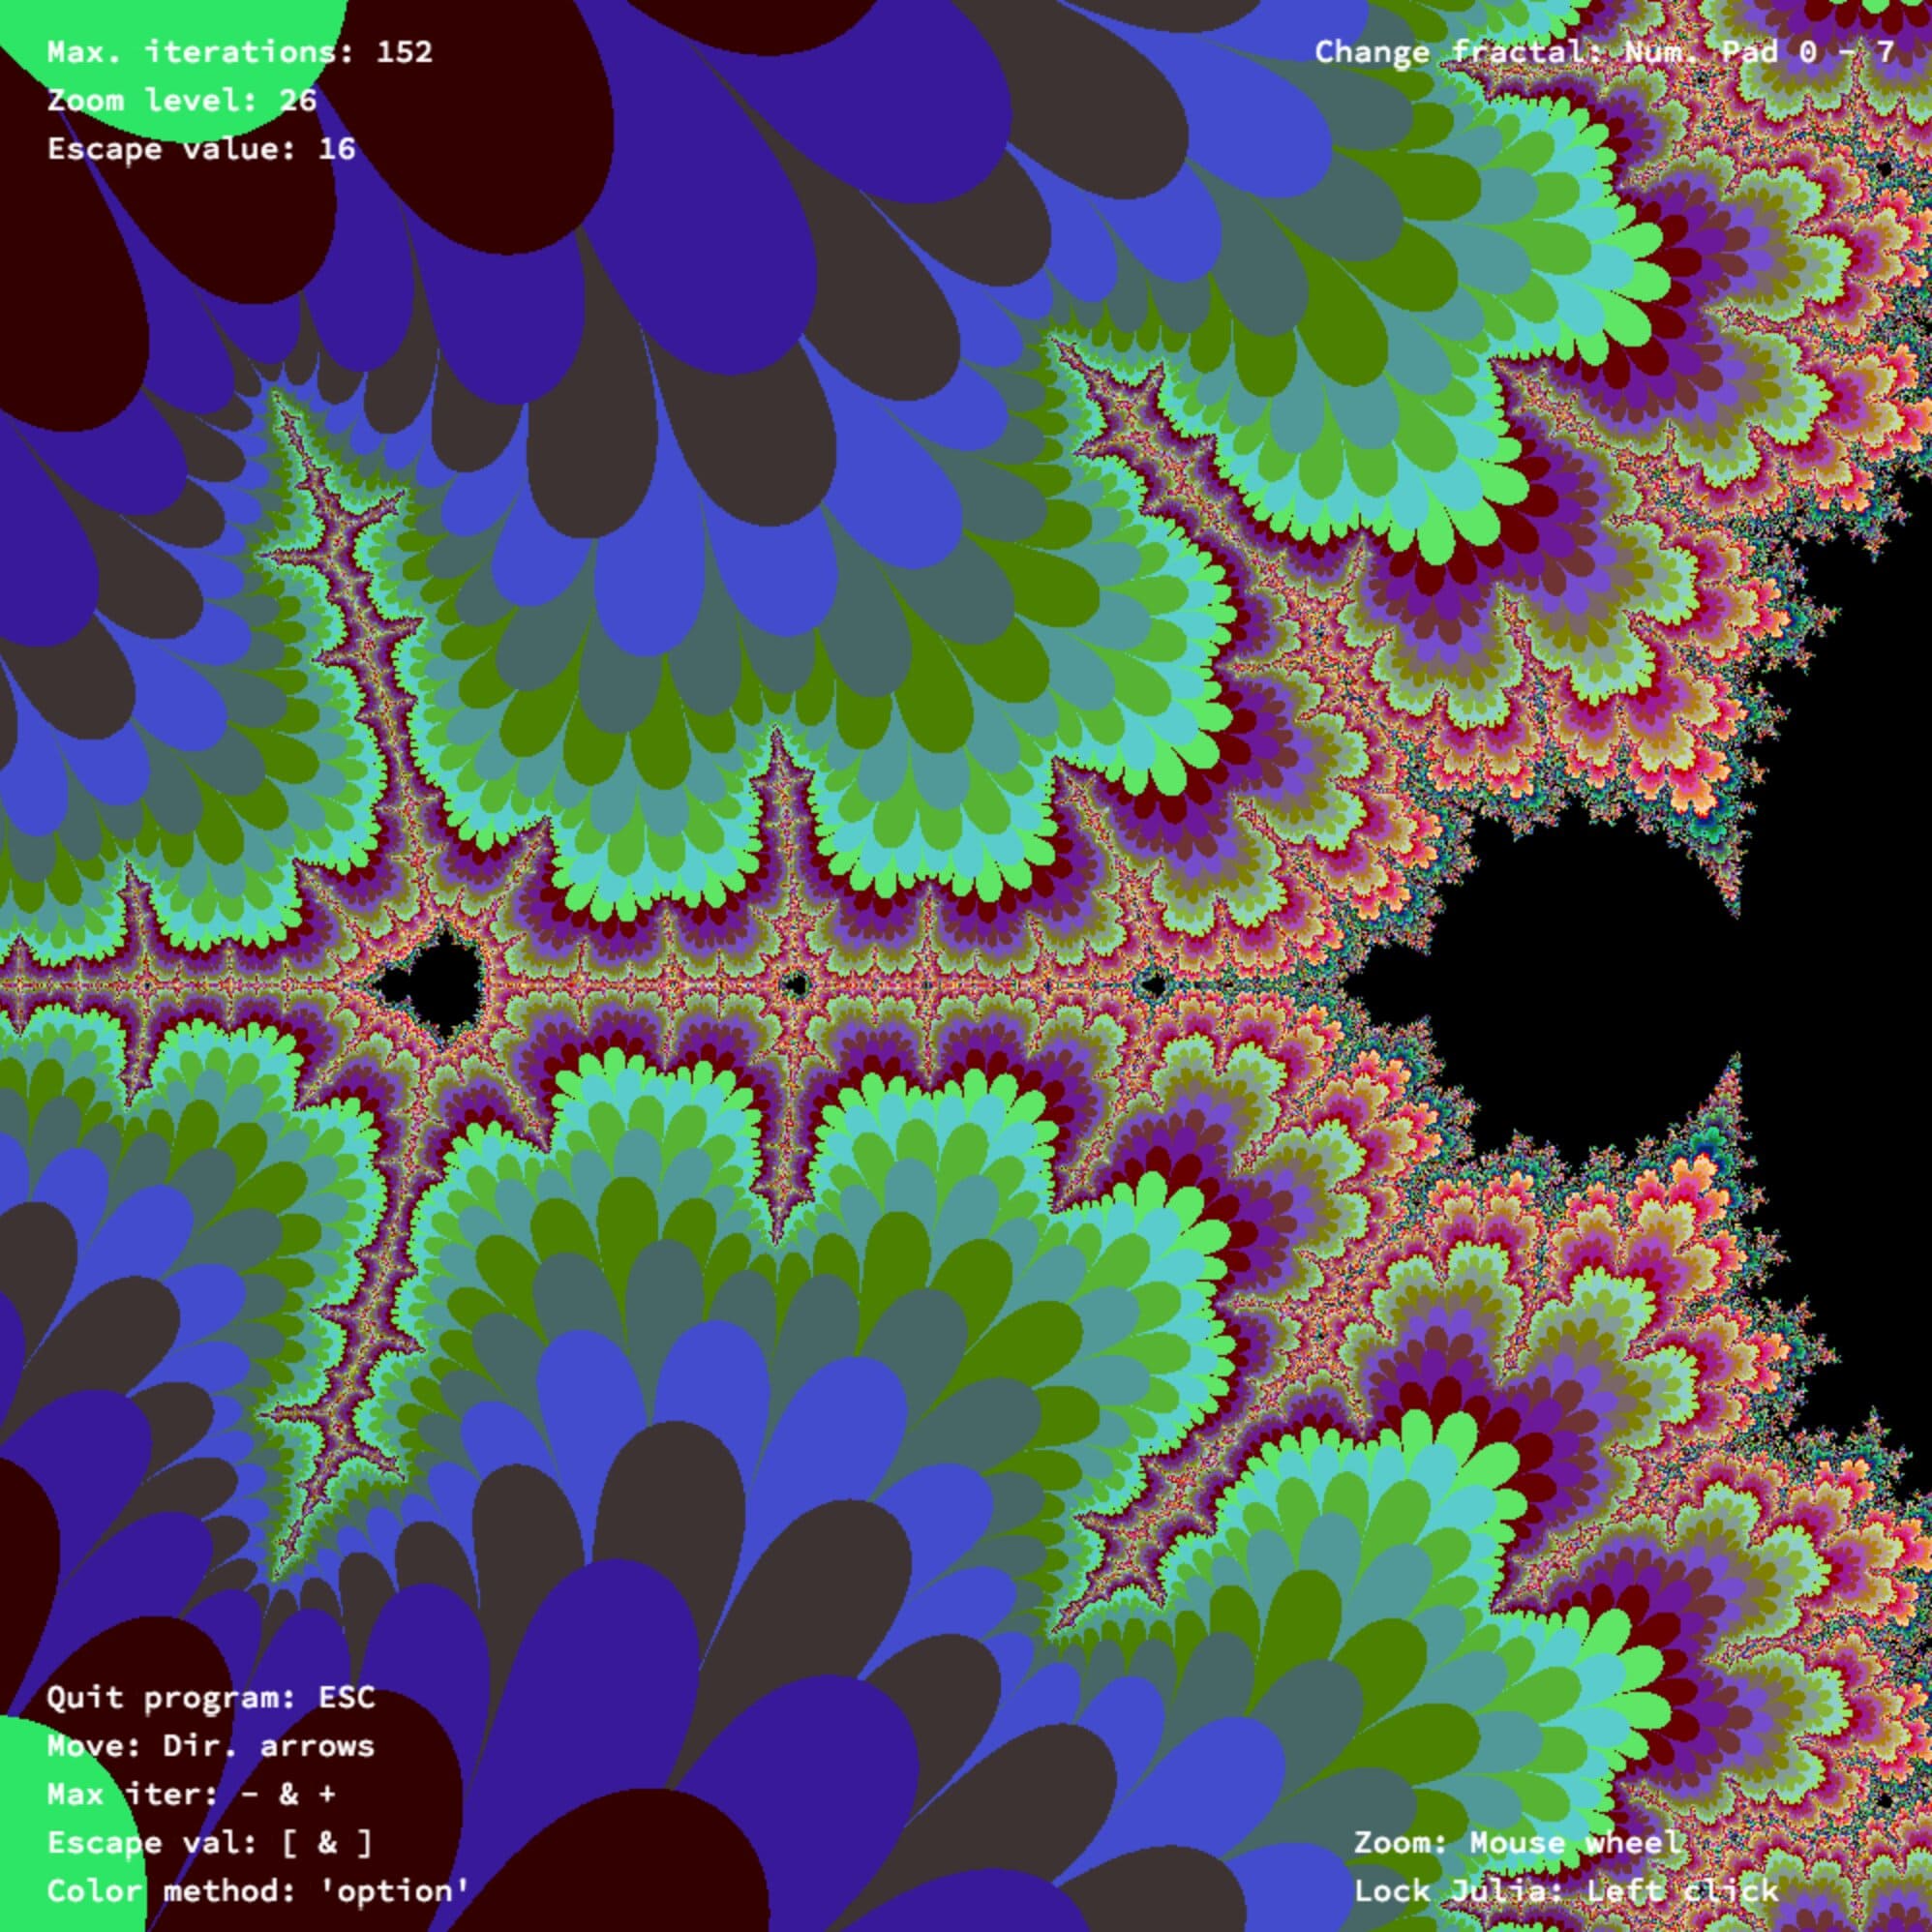 Max. iterations: 152
Zoom level: 26
Escape value: 16
Change fractal: Num. Pad 0 - 7
Quit program: ESC
Move: Dir. arrows
Max iter: - & +
Escape val: [ & ]
Color method: 'option'
Zoom: Mouse wheel
Lock Julia: Left click